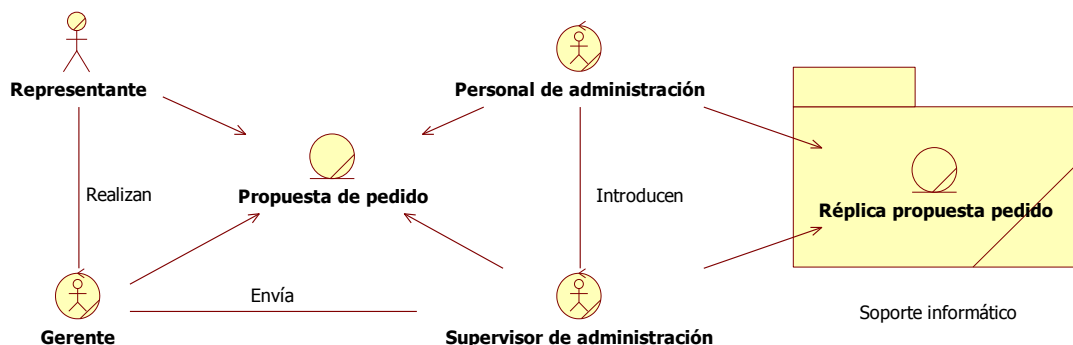 Representante
Personal de administración
Realizan
Propuesta de pedido
Introducen
Réplica propuesta pedido
Envía
Soporte informático
Gerente
Supervisor de administración